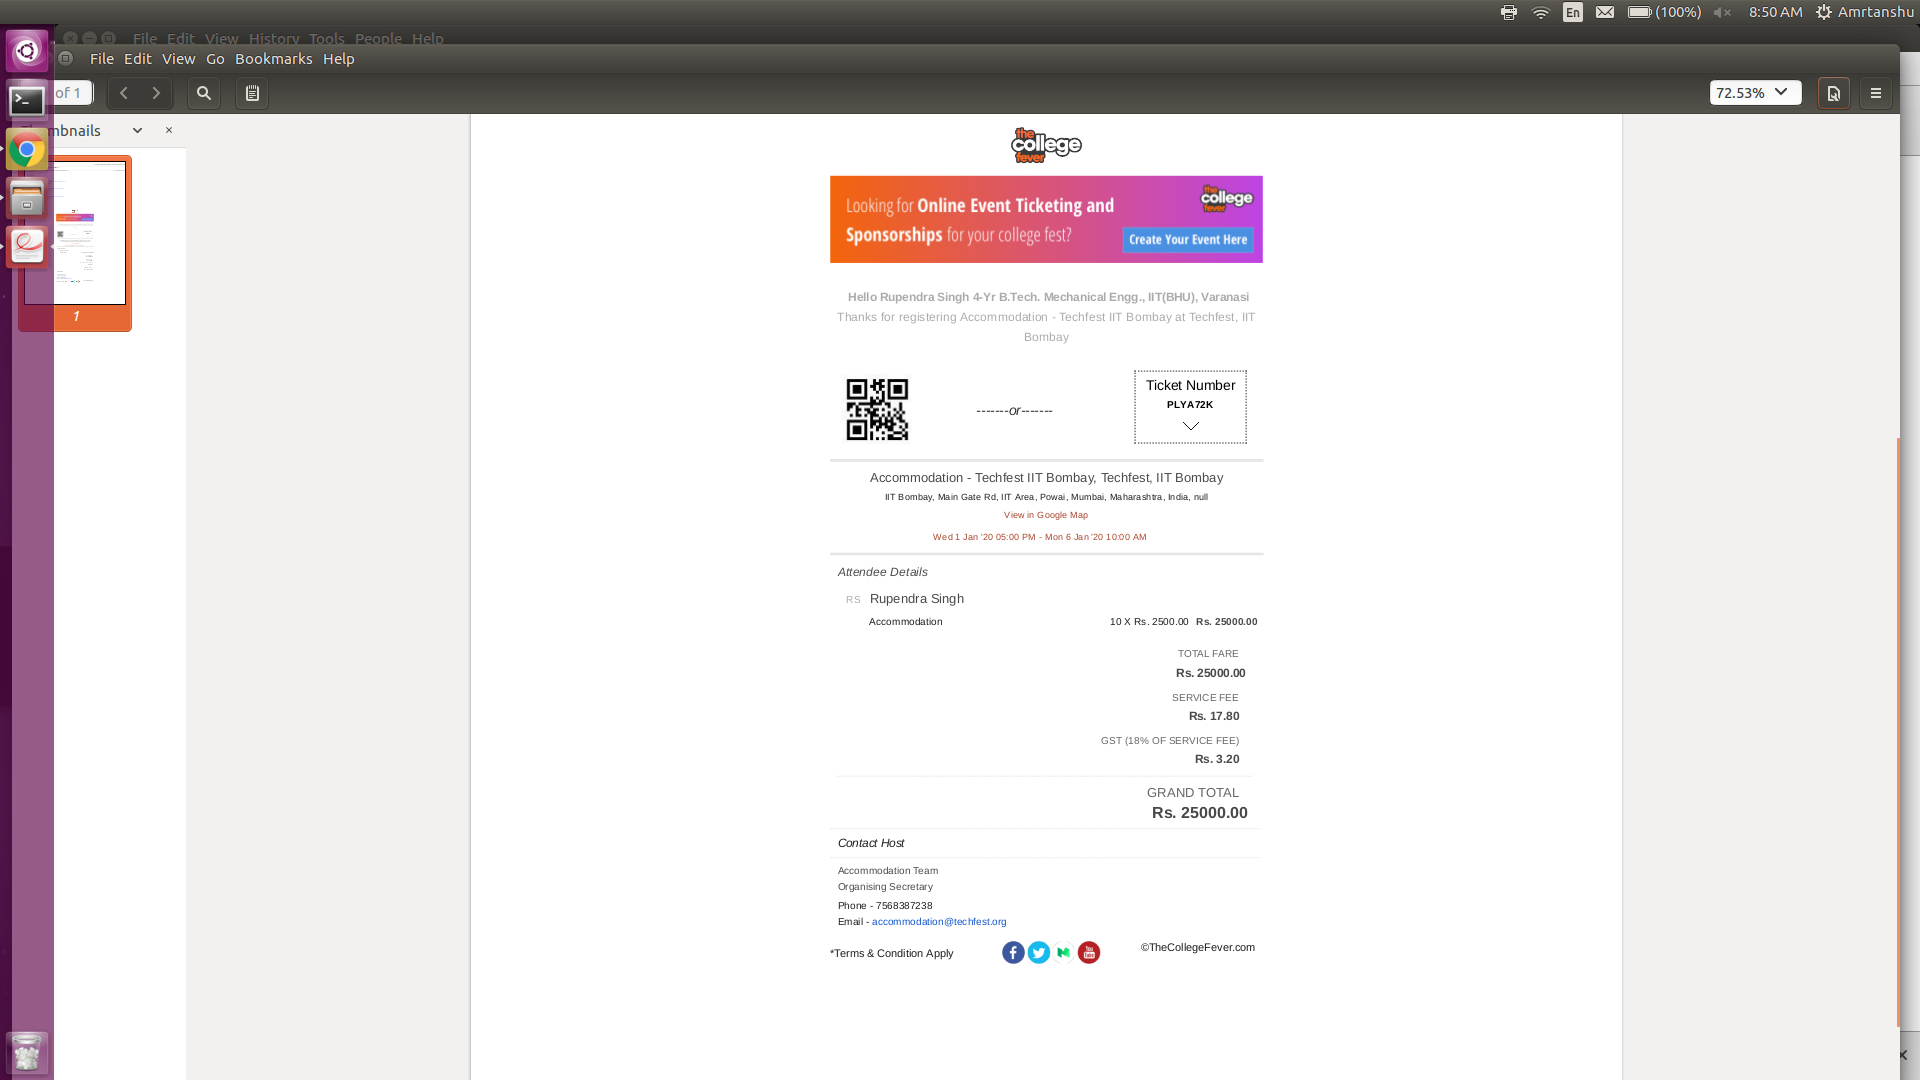 En
(100%)
8:50 AM
Amrtanshu
File Edit View History Tools People Help
File Edit View Go Bookmarks Help
of 1
72.53%
mbnails
1
the
college
fever
Looking for Online Event Ticketing and
Sponsorships for your college fest?
the
college
fever
Create Your Event Here
Hello Rupendra Singh 4-Yr B.Tech. Mechanical Engg., IIT(BHU), Varanasi
Thanks for registering Accommodation - Techfest IIT Bombay at Techfest, IIT
Bombay
-------or-------
Ticket Number
PLYA72K
Accommodation - Techfest IIT Bombay, Techfest, IIT Bombay
IIT Bombay, Main Gate Rd, IIT Area, Powai, Mumbai, Maharashtra, India, null
View in Google Map
Wed 1 Jan '20 05:00 PM - Mon 6 Jan '20 10:00 AM
Attendee Details
RS Rupendra Singh
Accommodation 10 X Rs. 2500.00 Rs. 25000.00
TOTAL FARE
Rs. 25000.00
SERVICE FEE
Rs. 17.80
GST (18% OF SERVICE FEE)
Rs. 3.20
GRAND TOTAL
Rs. 25000.00
Contact Host
Accommodation Team
Organising Secretary
Phone - 7568387238
Email - accommodation@techfest.org
*Terms & Condition Apply
You
Tube
©TheCollegeFever.com